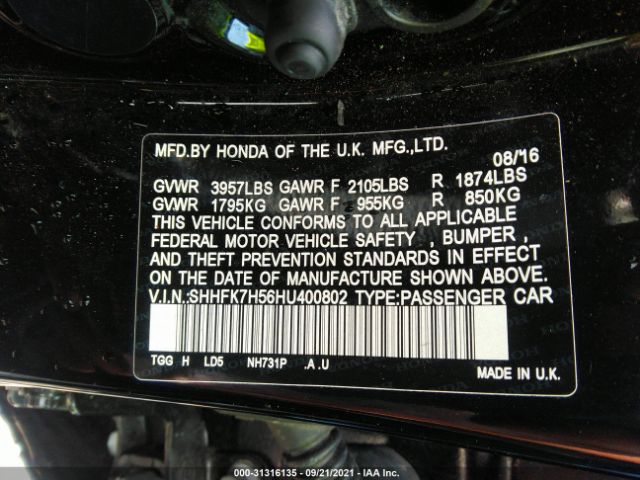 MFD.BY HONDA OF THE U.K. MFG.,LTD.
08/16
GVWR 3957LBS GAWR F 2105LBS R 1874LBS
GVWR 1795KG GAWR F 955KG R 850KG
THIS VEHICLE CONFORMS TO ALL APPLICABLE
FEDERAL MOTOR VEHICLE SAFETY , BUMPER ,
AND THEFT PREVENTION STANDARDS IN EFFECT
ON THE DATE OF MANUFACTURE SHOWN ABOVE.
V.I.N.:SHHFK7H56HU400802 TYPE:PASSENGER CAR
TGG H LD5 NH731P .A .U
MADE IN U.K.
000-31316135 - 09/21/2021 - IAA Inc.